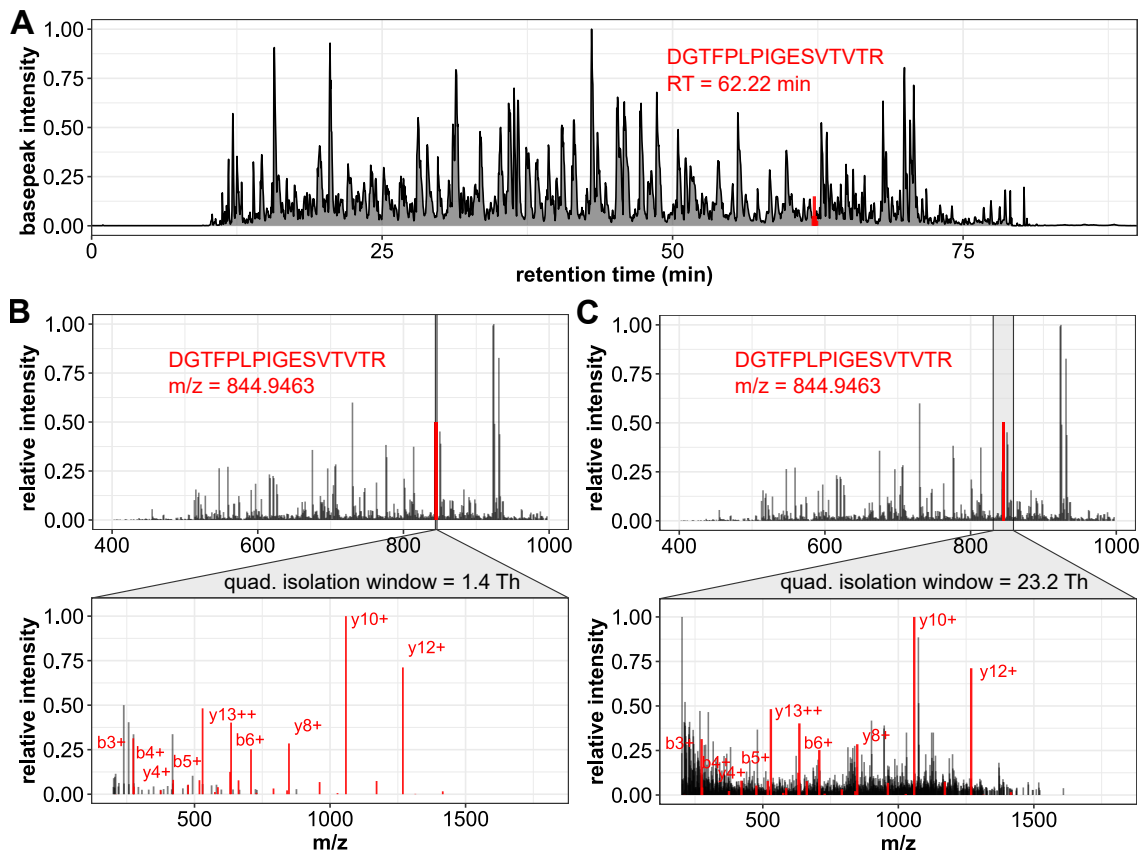 A
1.00
0.75
0.50
0.25
0.00
basepeak intensity
DGTFPLPIGESVTVTR
RT = 62.22 min
0
25
50
75
retention time (min)
B
1.00
0.75
0.50
0.25
0.00
relative intensity
DGTFPLPIGESVTVTR
m/z = 844.9463
400
600
800
1000
quad. isolation window = 1.4 Th
1.00
0.75
0.50
0.25
0.00
relative intensity
y10+
y12+
y13++
y8+
b3+
b4+
b5+
b6+
y4+
500
1000
1500
m/z
C
1.00
0.75
0.50
0.25
0.00
relative intensity
DGTFPLPIGESVTVTR
m/z = 844.9463
400
600
800
1000
quad. isolation window = 23.2 Th
1.00
0.75
0.50
0.25
0.00
relative intensity
y10+
y12+
y13++
y8+
b3+
b4+
b5+
b6+
y4+
500
1000
1500
m/z